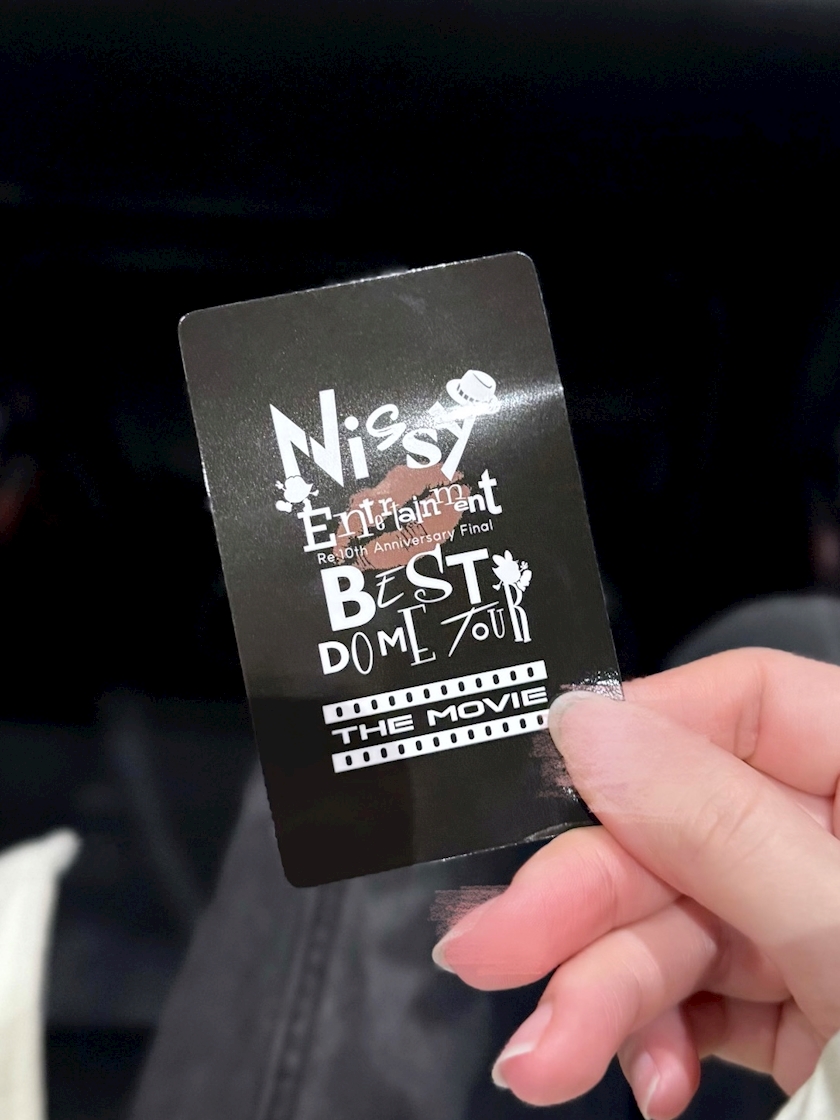 Nissy
Entertainment
Re:10th Anniversary Final
BEST
DOME TOUR
THE MOVIE